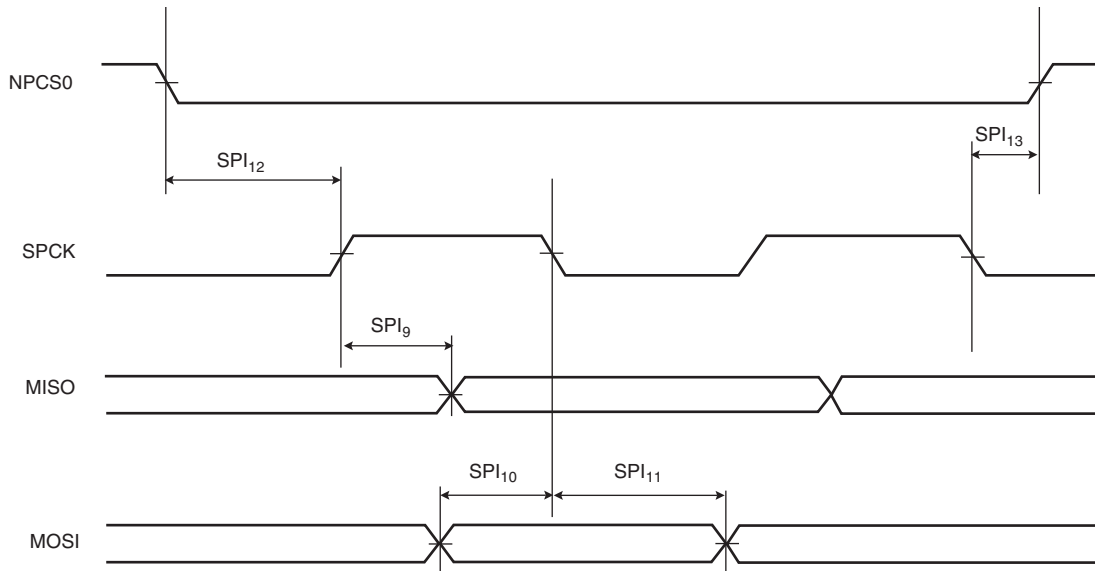 NPCS0
SPI₁₂
SPI₁₃
SPCK
SPI₉
MISO
SPI₁₀
SPI₁₁
MOSI